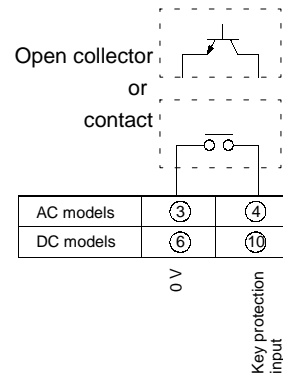 Open collector
or
contact
AC models 3 4
DC models 6 10
0 V
Key protection
input